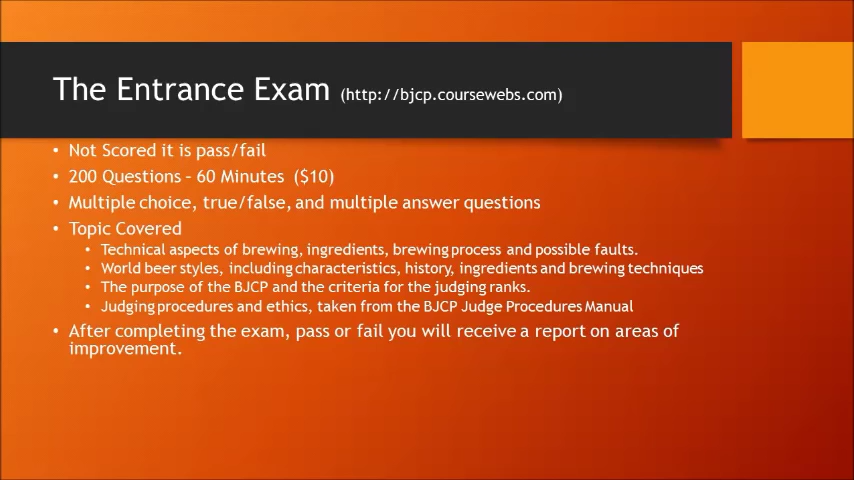 The Entrance Exam (http://bjcp.coursewebs.com)
• Not Scored it is pass/fail
• 200 Questions – 60 Minutes ($10)
• Multiple choice, true/false, and multiple answer questions
• Topic Covered
• Technical aspects of brewing, ingredients, brewing process and possible faults.
• World beer styles, including characteristics, history, ingredients and brewing techniques
• The purpose of the BJCP and the criteria for the judging ranks.
• Judging procedures and ethics, taken from the BJCP Judge Procedures Manual
• After completing the exam, pass or fail you will receive a report on areas of
improvement.